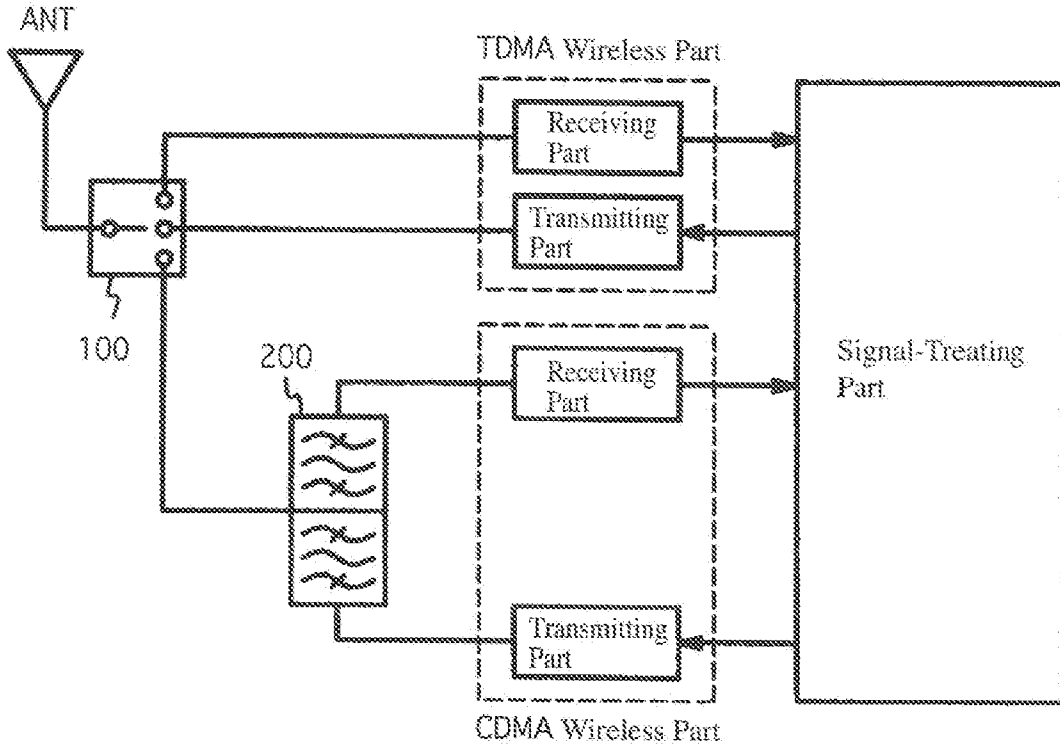 ANT
TDMA Wireless Part
Receiving
Part
Transmitting
Part
100
200
Receiving
Part
Signal-Treating
Part
Transmitting
Part
CDMA Wireless Part